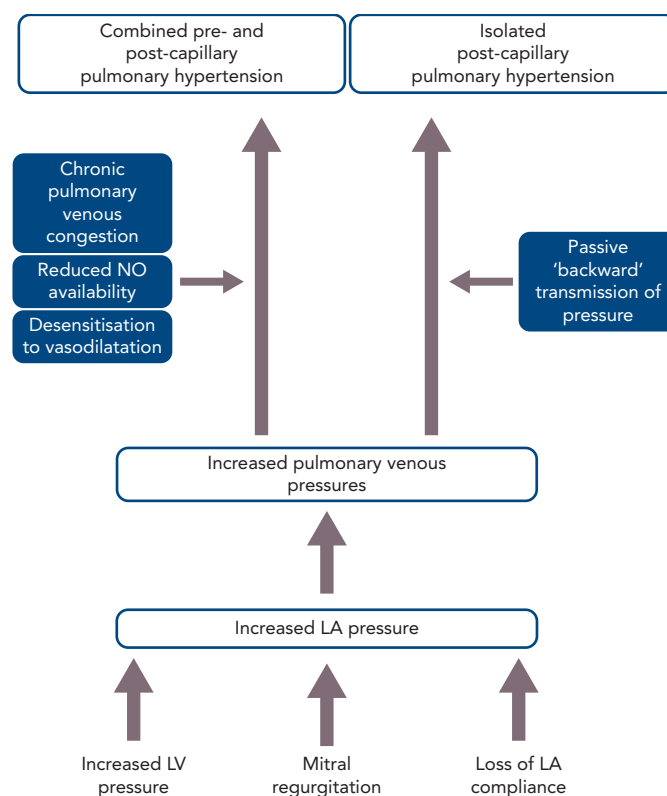 Combined pre- and
post-capillary
pulmonary hypertension
Isolated
post-capillary
pulmonary hypertension
Chronic
pulmonary
venous
congestion
Reduced NO
availability
Desensitisation
to vasodilatation
Passive
‘backward’
transmission of
pressure
Increased pulmonary venous
pressures
Increased LA pressure
Increased LV
pressure
Mitral
regurgitation
Loss of LA
compliance